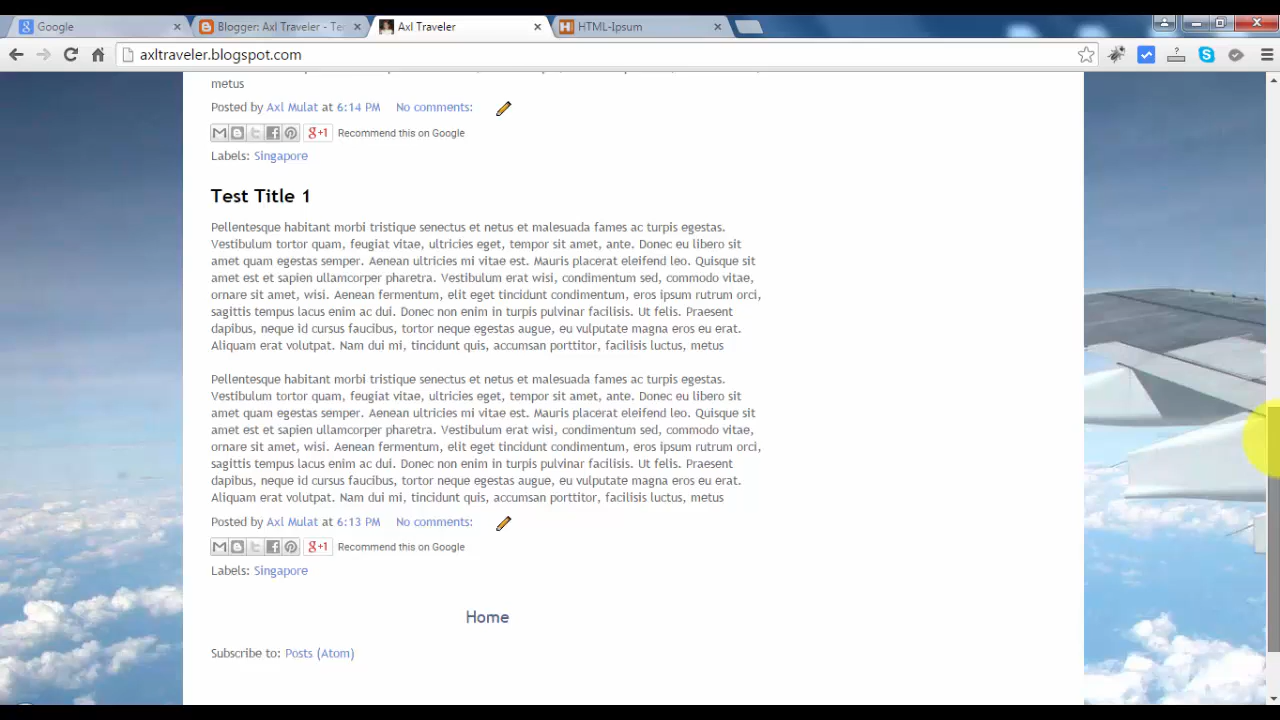 Google
Blogger: Axl Traveler - Te
Axl Traveler
HTML-Ipsum
axltraveler.blogspot.com
metus
Posted by Axl Mulat at 6:14 PM No comments:
g+1 Recommend this on Google
Labels: Singapore
Test Title 1
Pellentesque habitant morbi tristique senectus et netus et malesuada fames ac turpis egestas.
Vestibulum tortor quam, feugiat vitae, ultricies eget, tempor sit amet, ante. Donec eu libero sit
amet quam egestas semper. Aenean ultricies mi vitae est. Mauris placerat eleifend leo. Quisque sit
amet est et sapien ullamcorper pharetra. Vestibulum erat wisi, condimentum sed, commodo vitae,
ornare sit amet, wisi. Aenean fermentum, elit eget tincidunt condimentum, eros ipsum rutrum orci,
sagittis tempus lacus enim ac dui. Donec non enim in turpis pulvinar facilisis. Ut felis. Praesent
dapibus, neque id cursus faucibus, tortor neque egestas augue, eu vulputate magna eros eu erat.
Aliquam erat volutpat. Nam dui mi, tincidunt quis, accumsan porttitor, facilisis luctus, metus
Pellentesque habitant morbi tristique senectus et netus et malesuada fames ac turpis egestas.
Vestibulum tortor quam, feugiat vitae, ultricies eget, tempor sit amet, ante. Donec eu libero sit
amet quam egestas semper. Aenean ultricies mi vitae est. Mauris placerat eleifend leo. Quisque sit
amet est et sapien ullamcorper pharetra. Vestibulum erat wisi, condimentum sed, commodo vitae,
ornare sit amet, wisi. Aenean fermentum, elit eget tincidunt condimentum, eros ipsum rutrum orci,
sagittis tempus lacus enim ac dui. Donec non enim in turpis pulvinar facilisis. Ut felis. Praesent
dapibus, neque id cursus faucibus, tortor neque egestas augue, eu vulputate magna eros eu erat.
Aliquam erat volutpat. Nam dui mi, tincidunt quis, accumsan porttitor, facilisis luctus, metus
Posted by Axl Mulat at 6:13 PM No comments:
g+1 Recommend this on Google
Labels: Singapore
Home
Subscribe to: Posts (Atom)